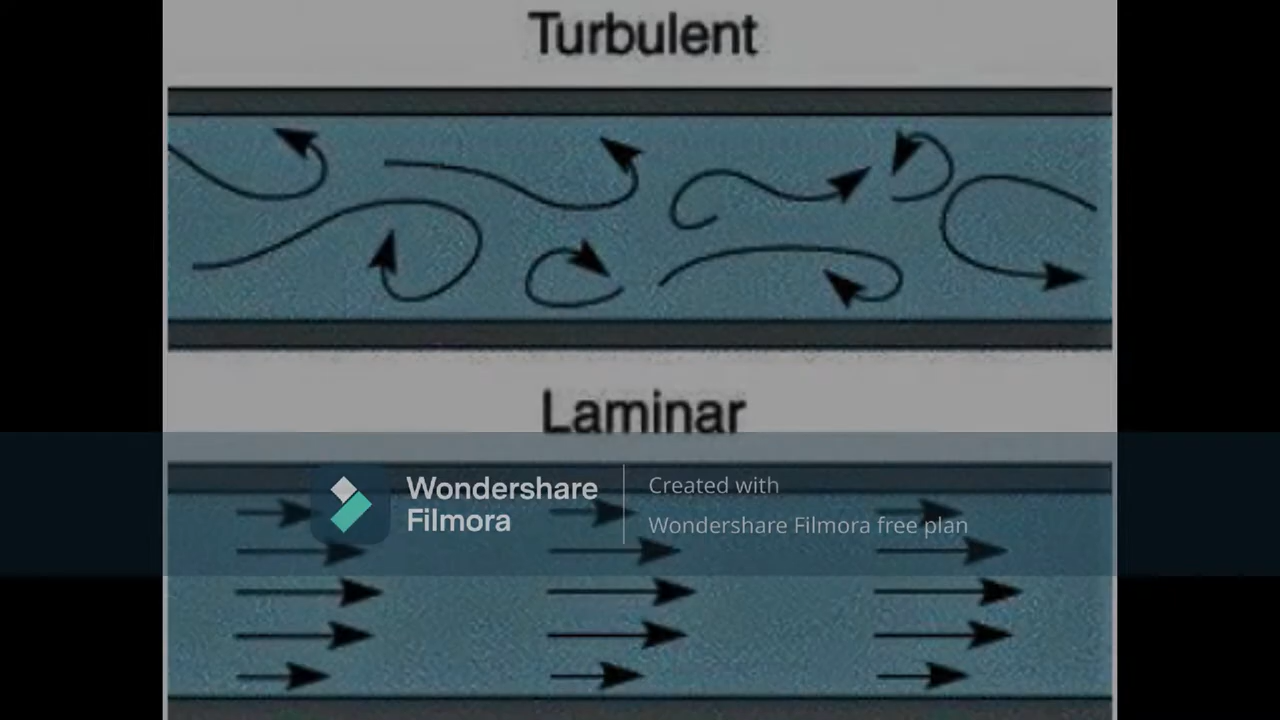 Turbulent
Laminar
Wondershare
Filmora
Created with
Wondershare Filmora free plan